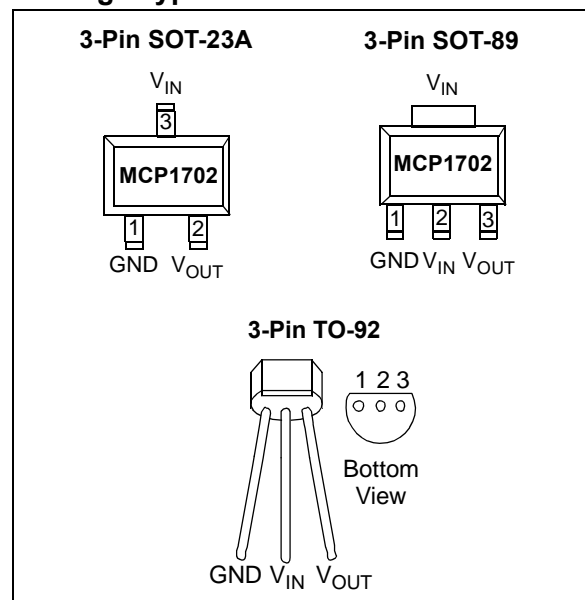 3-Pin SOT-23A
VIN
3
MCP1702
1 2
GND VOUT
3-Pin SOT-89
VIN
MCP1702
1 2 3
GND VIN VOUT
3-Pin TO-92
1 2 3
Bottom
View
GND VIN VOUT